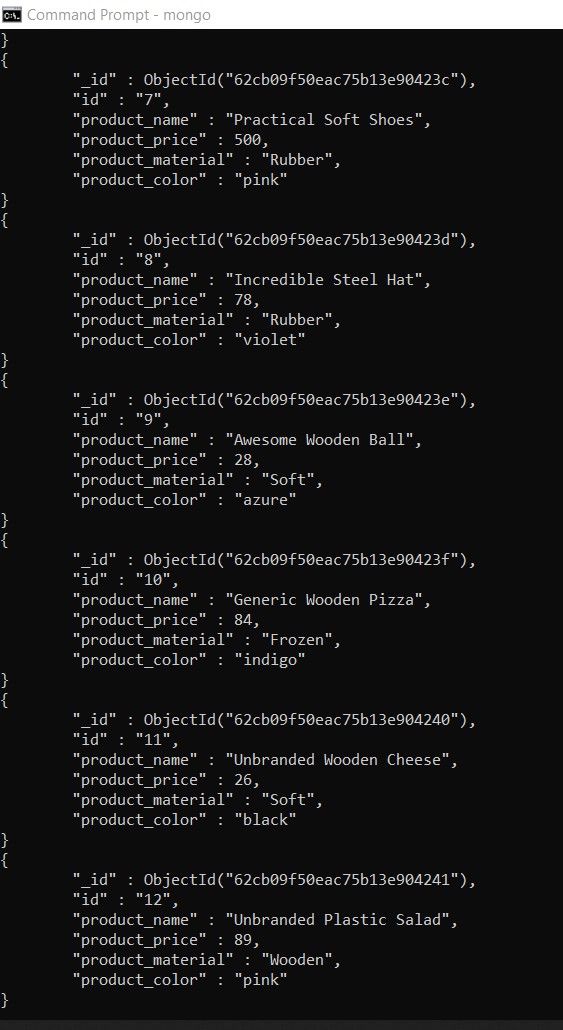 Command Prompt - mongo
}
{
"_id" : ObjectId("62cb09f50eac75b13e90423c"),
"id" : "7",
"product_name" : "Practical Soft Shoes",
"product_price" : 500,
"product_material" : "Rubber",
"product_color" : "pink"
}
{
"_id" : ObjectId("62cb09f50eac75b13e90423d"),
"id" : "8",
"product_name" : "Incredible Steel Hat",
"product_price" : 78,
"product_material" : "Rubber",
"product_color" : "violet"
}
{
"_id" : ObjectId("62cb09f50eac75b13e90423e"),
"id" : "9",
"product_name" : "Awesome Wooden Ball",
"product_price" : 28,
"product_material" : "Soft",
"product_color" : "azure"
}
{
"_id" : ObjectId("62cb09f50eac75b13e90423f"),
"id" : "10",
"product_name" : "Generic Wooden Pizza",
"product_price" : 84,
"product_material" : "Frozen",
"product_color" : "indigo"
}
{
"_id" : ObjectId("62cb09f50eac75b13e904240"),
"id" : "11",
"product_name" : "Unbranded Wooden Cheese",
"product_price" : 26,
"product_material" : "Soft",
"product_color" : "black"
}
{
"_id" : ObjectId("62cb09f50eac75b13e904241"),
"id" : "12",
"product_name" : "Unbranded Plastic Salad",
"product_price" : 89,
"product_material" : "Wooden",
"product_color" : "pink"
}